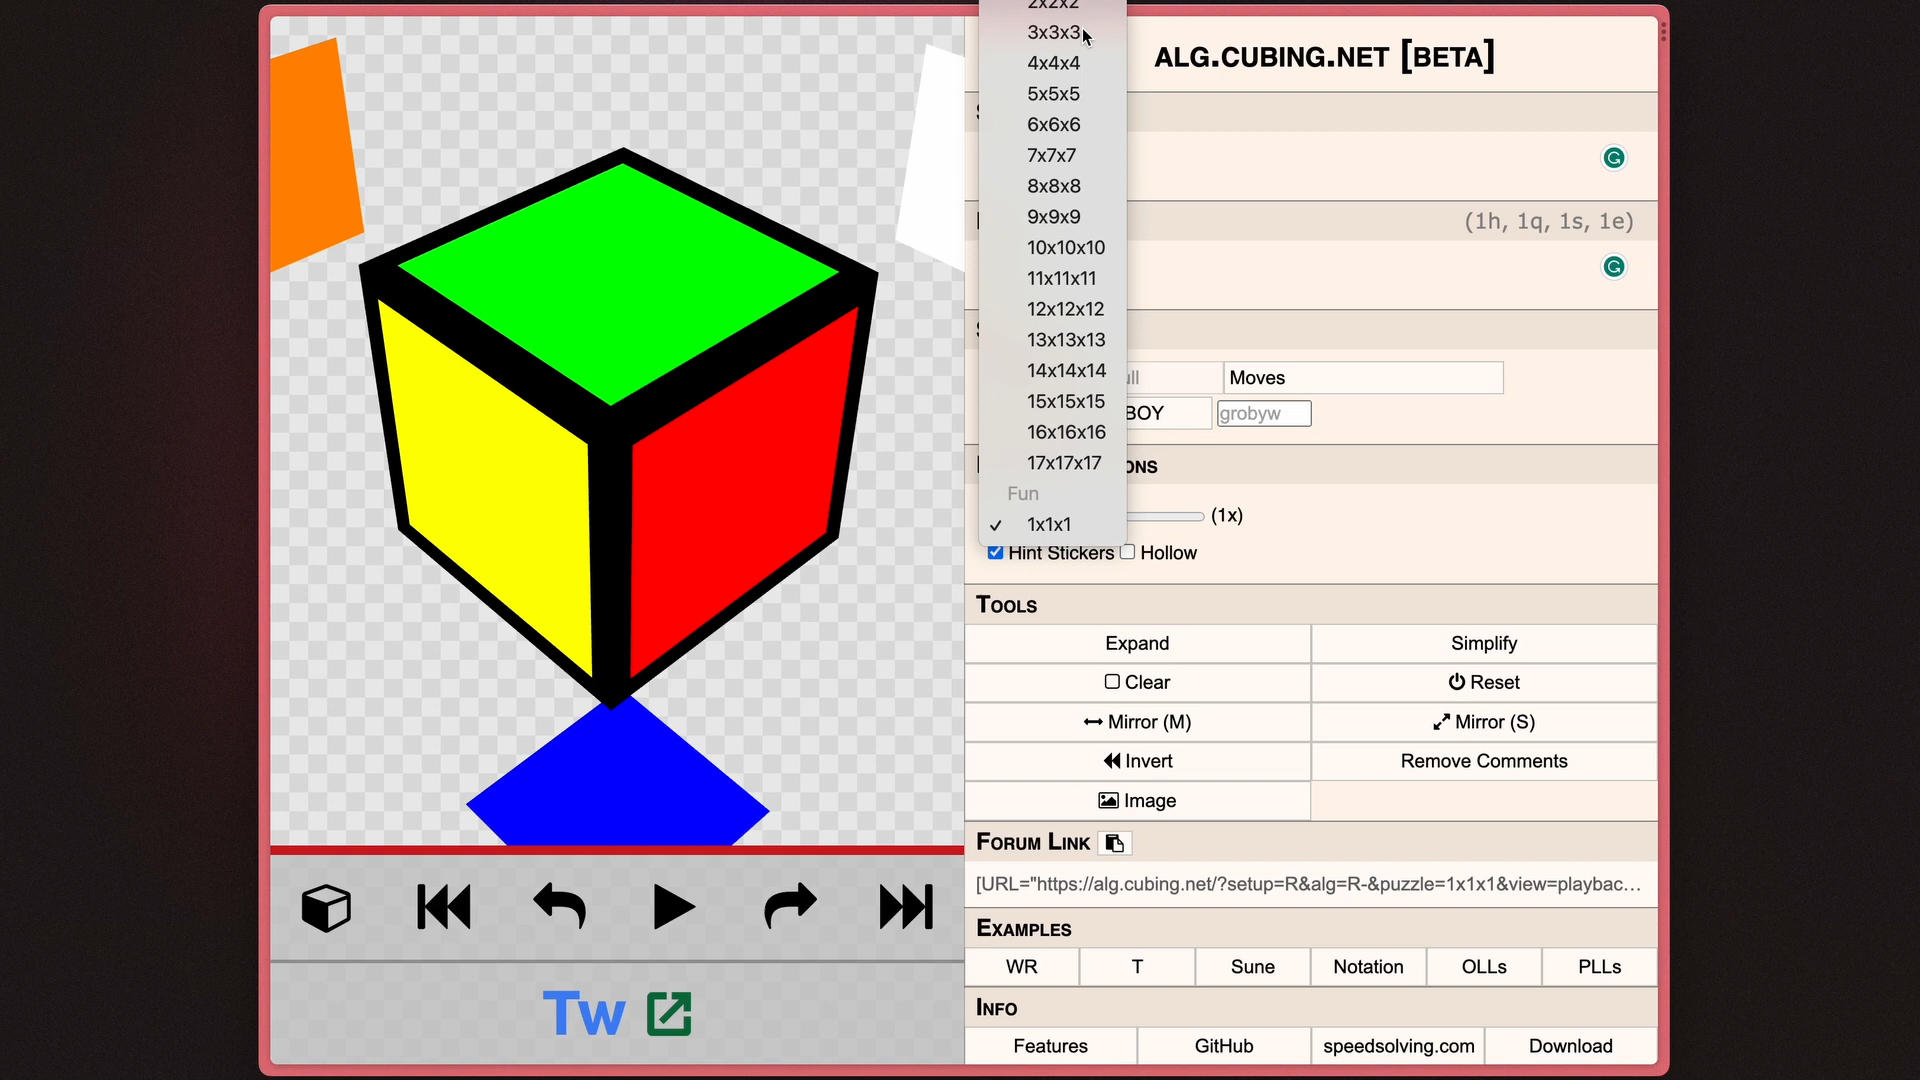 2x2x2
3x3x3
4x4x4
5x5x5
6x6x6
7x7x7
8x8x8
9x9x9
10x10x10
11x11x11
12x12x12
13x13x13
14x14x14
15x15x15
16x16x16
17x17x17
Fun
✓ 1x1x1
ALG.CUBING.NET [BETA]
(1h, 1q, 1s, 1e)
Moves
BOY grobyw
(1x)
Hint Stickers Hollow
TOOLS
Expand Simplify
Clear Reset
Mirror (M) Mirror (S)
Invert Remove Comments
Image
FORUM LINK
[URL="https://alg.cubing.net/?setup=R&alg=R-&puzzle=1x1x1&view=playbac...
EXAMPLES
WR T Sune Notation OLLs PLLs
INFO
Features GitHub speedsolving.com Download
Tw